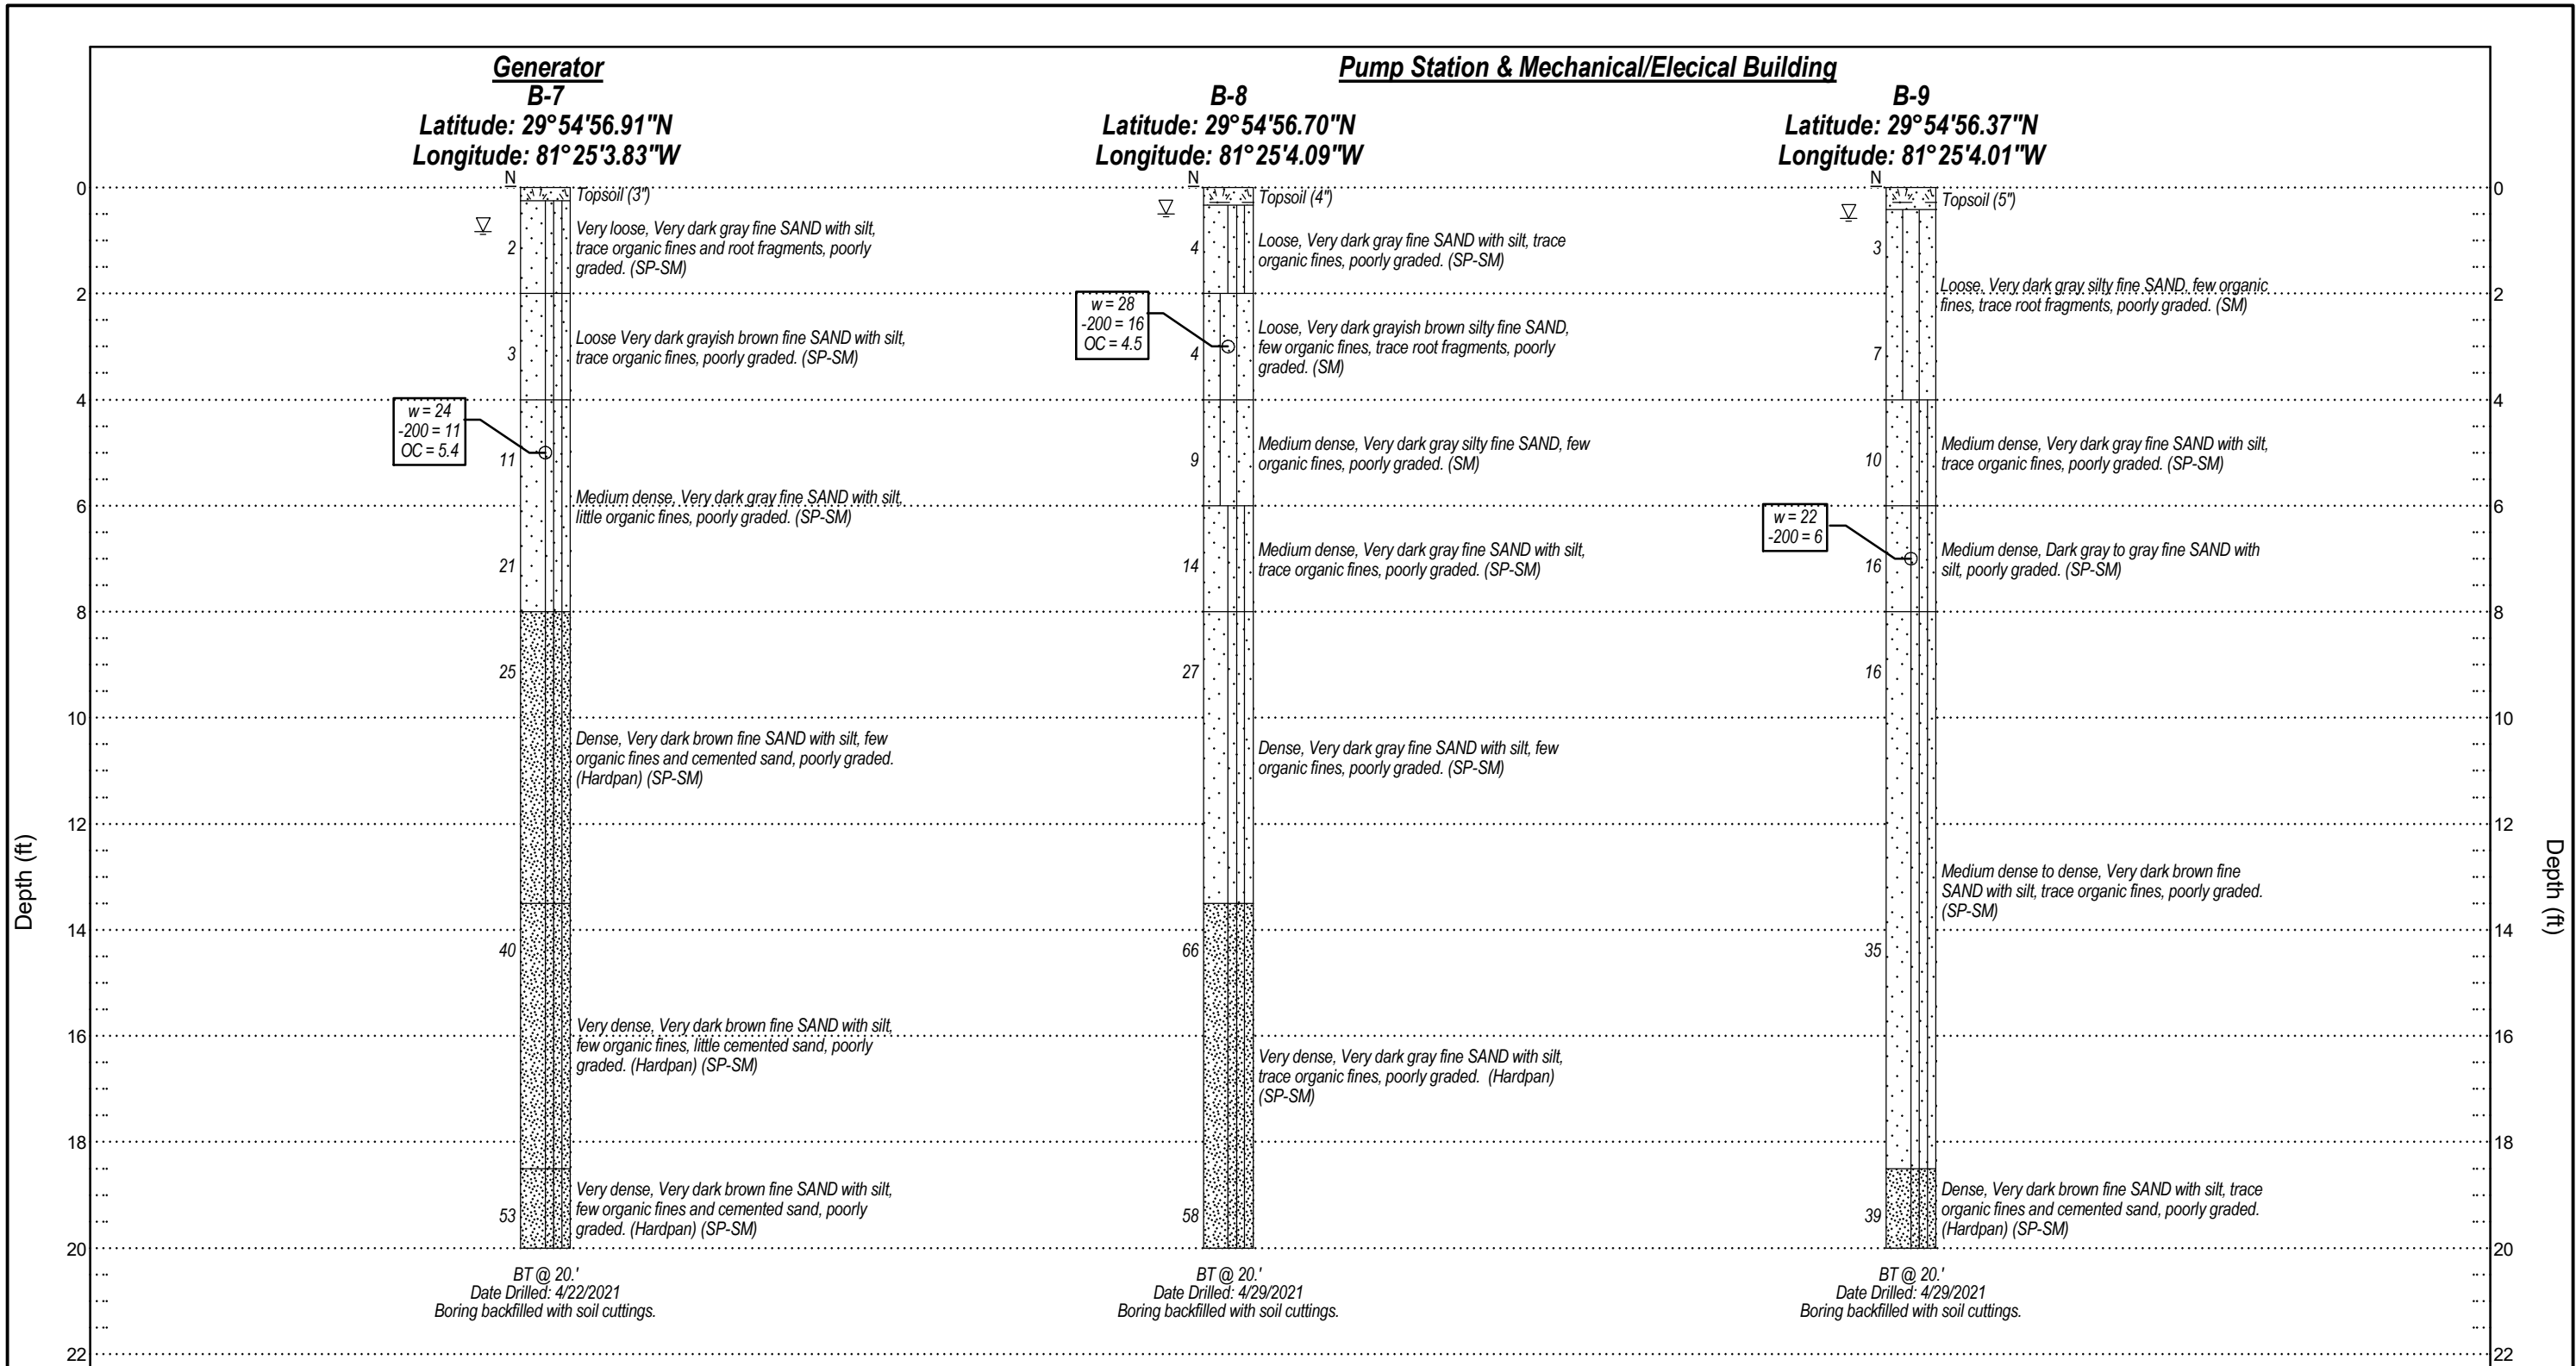 Generator
Pump Station & Mechanical/Elecical Building
B-7
Latitude: 29°54'56.91"N
Longitude: 81°25'3.83"W
B-8
Latitude: 29°54'56.70"N
Longitude: 81°25'4.09"W
B-9
Latitude: 29°54'56.37"N
Longitude: 81°25'4.01"W
Depth (ft)
0
2
4
6
8
10
12
14
16
18
20
22
N
2
3
11
21
25
40
53
w = 24
-200 = 11
OC = 5.4
Topsoil (3")
Very loose, Very dark gray fine SAND with silt,
trace organic fines and root fragments, poorly
graded. (SP-SM)
Loose Very dark grayish brown fine SAND with silt,
trace organic fines, poorly graded. (SP-SM)
Medium dense, Very dark gray fine SAND with silt,
little organic fines, poorly graded. (SP-SM)
Dense, Very dark brown fine SAND with silt, few
organic fines and cemented sand, poorly graded.
(Hardpan) (SP-SM)
Very dense, Very dark brown fine SAND with silt,
few organic fines, little cemented sand, poorly
graded. (Hardpan) (SP-SM)
Very dense, Very dark brown fine SAND with silt,
few organic fines and cemented sand, poorly
graded. (Hardpan) (SP-SM)
BT @ 20.'
Date Drilled: 4/22/2021
Boring backfilled with soil cuttings.
N
4
4
9
14
27
66
58
w = 28
-200 = 16
OC = 4.5
Topsoil (4")
Loose, Very dark gray fine SAND with silt, trace
organic fines, poorly graded. (SP-SM)
Loose, Very dark grayish brown silty fine SAND,
few organic fines, trace root fragments, poorly
graded. (SM)
Medium dense, Very dark gray silty fine SAND, few
organic fines, poorly graded. (SM)
Medium dense, Very dark gray fine SAND with silt,
trace organic fines, poorly graded. (SP-SM)
Dense, Very dark gray fine SAND with silt, few
organic fines, poorly graded. (SP-SM)
Very dense, Very dark gray fine SAND with silt,
trace organic fines, poorly graded. (Hardpan)
(SP-SM)
BT @ 20.'
Date Drilled: 4/29/2021
Boring backfilled with soil cuttings.
N
3
7
10
16
16
35
39
w = 22
-200 = 6
Topsoil (5")
Loose, Very dark gray silty fine SAND, few organic
fines, trace root fragments, poorly graded. (SM)
Medium dense, Very dark gray fine SAND with silt,
trace organic fines, poorly graded. (SP-SM)
Medium dense, Dark gray to gray fine SAND with
silt, poorly graded. (SP-SM)
Medium dense to dense, Very dark brown fine
SAND with silt, trace organic fines, poorly graded.
(SP-SM)
Dense, Very dark brown fine SAND with silt, trace
organic fines and cemented sand, poorly graded.
(Hardpan) (SP-SM)
BT @ 20.'
Date Drilled: 4/29/2021
Boring backfilled with soil cuttings.
0
2
4
6
8
10
12
14
16
18
20
22
Depth (ft)